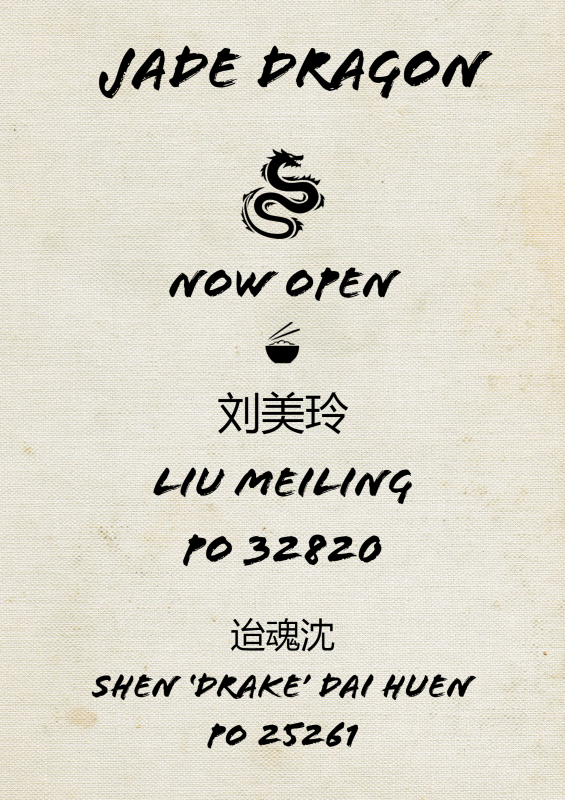 JADE DRAGON
NOW OPEN
刘美玲
LIU MEILING
PO 32820
迨魂沈
SHEN 'DRAKE' DAI HUEN
PO 25261